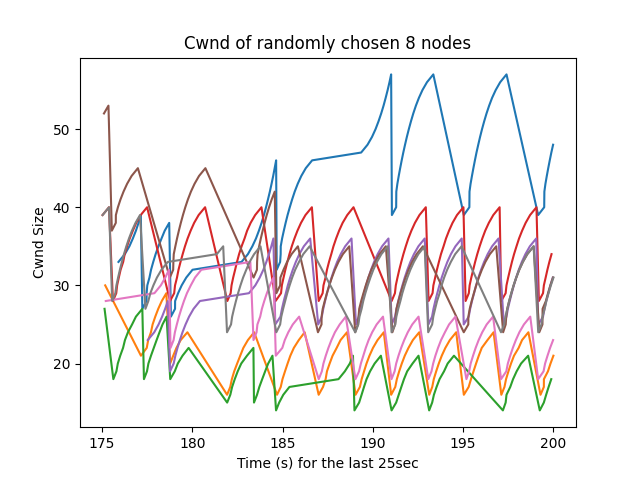 Cwnd of randomly chosen 8 nodes
50
40
30
20
Cwnd Size
175 180 185 190 195 200
Time (s) for the last 25sec